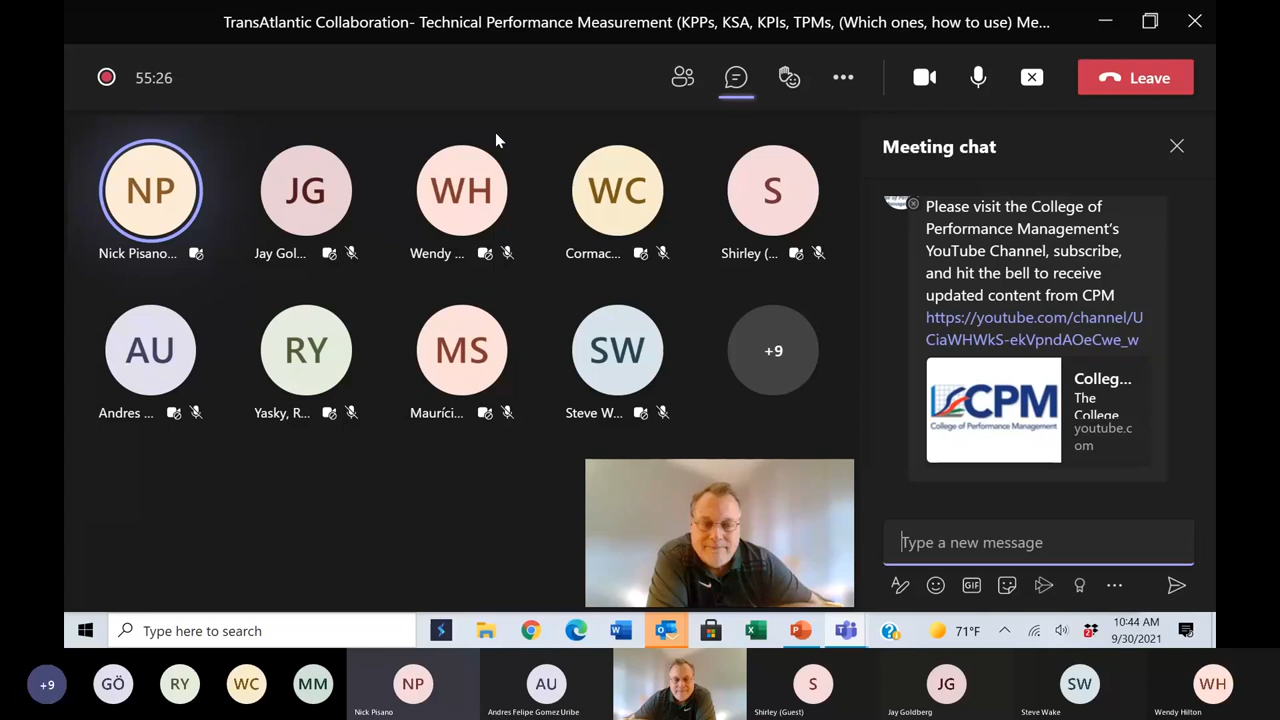 TransAtlantic Collaboration- Technical Performance Measurement (KPPs, KSA, KPIs, TPMs, (Which ones, how to use) Me...
55:26
Leave
NP
JG
WH
WC
S
Nick Pisano...
Jay Gol...
Wendy ...
Cormac...
Shirley (...
AU
RY
MS
SW
+9
Andres ...
Yasky, R...
Mauríci...
Steve W...
Meeting chat
Please visit the College of
Performance Management's
YouTube Channel, subscribe,
and hit the bell to receive
updated content from CPM
https://youtube.com/channel/U
CiaWHWkS-ekVpndAOeCwe_w
CPM
College of Performance Management
Colleg...
The
College
youtube.c
om
Type a new message
GIF
Type here to search
71°F
10:44 AM
9/30/2021
+9
GÖ
RY
WC
MM
NP
Nick Pisano
AU
Andres Felipe Gomez Uribe
S
Shirley (Guest)
JG
Jay Goldberg
SW
Steve Wake
WH
Wendy Hilton